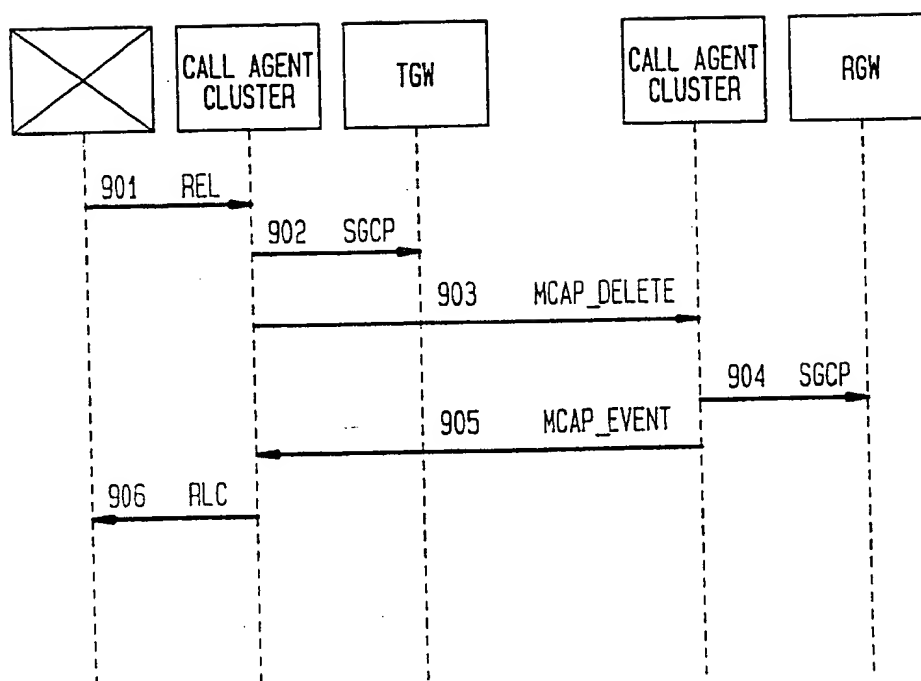 CALL AGENT
CLUSTER
TGW
CALL AGENT
CLUSTER
RGW
901 REL
902 SGCP
903 MCAP_DELETE
904 SGCP
905 MCAP_EVENT
906 RLC